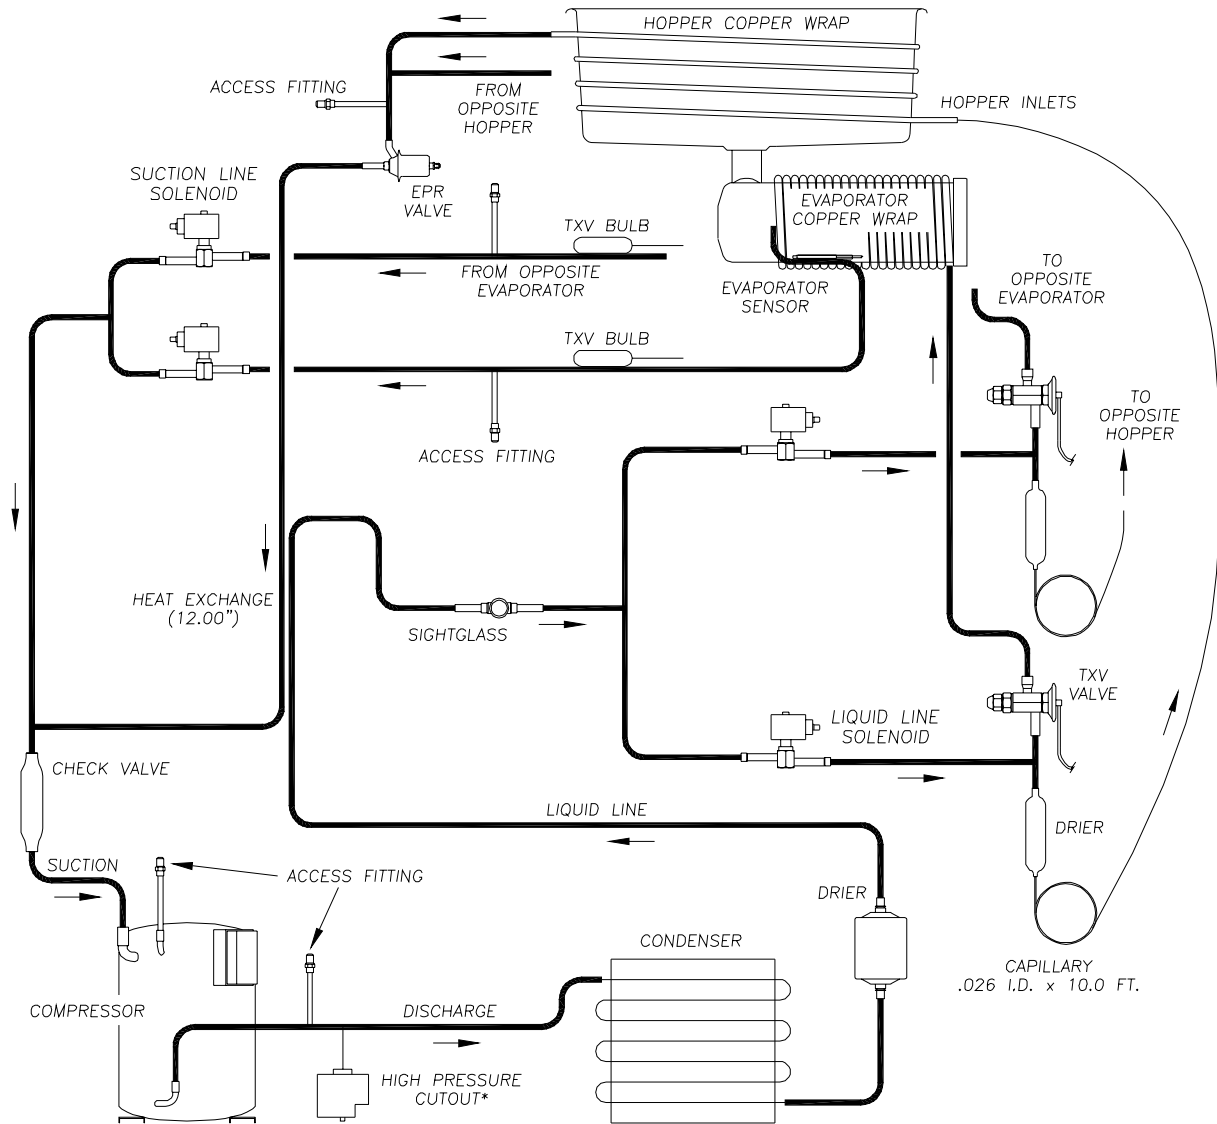 HOPPER COPPER WRAP
ACCESS FITTING
FROM
OPPOSITE
HOPPER
HOPPER INLETS
SUCTION LINE
SOLENOID
EPR
VALVE
EVAPORATOR
COPPER WRAP
TXV BULB
FROM OPPOSITE
EVAPORATOR
EVAPORATOR
SENSOR
TO
OPPOSITE
EVAPORATOR
TXV BULB
TO
OPPOSITE
HOPPER
ACCESS FITTING
HEAT EXCHANGE
(12.00")
SIGHTGLASS
TXV
VALVE
LIQUID LINE
SOLENOID
CHECK VALVE
LIQUID LINE
DRIER
SUCTION
ACCESS FITTING
DRIER
CONDENSER
CAPILLARY
.026 I.D. x 10.0 FT.
COMPRESSOR
DISCHARGE
HIGH PRESSURE
CUTOUT*